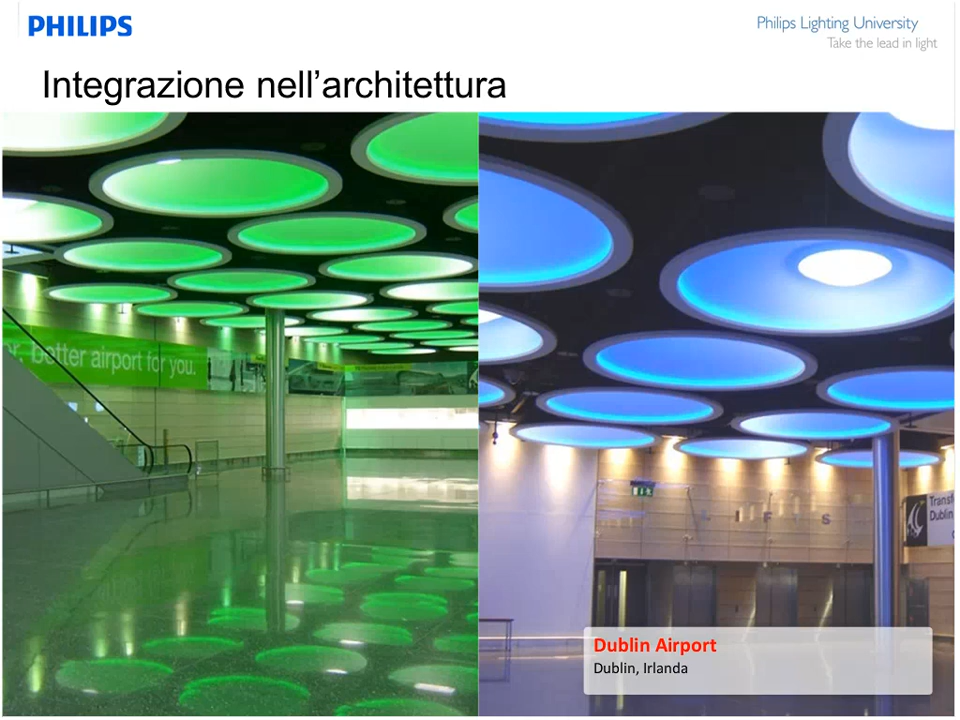 PHILIPS
Philips Lighting University
Take the lead in light
Integrazione nell’architettura
better airport for you.
Dublin
F S
Dublin Airport
Dublin, Irlanda